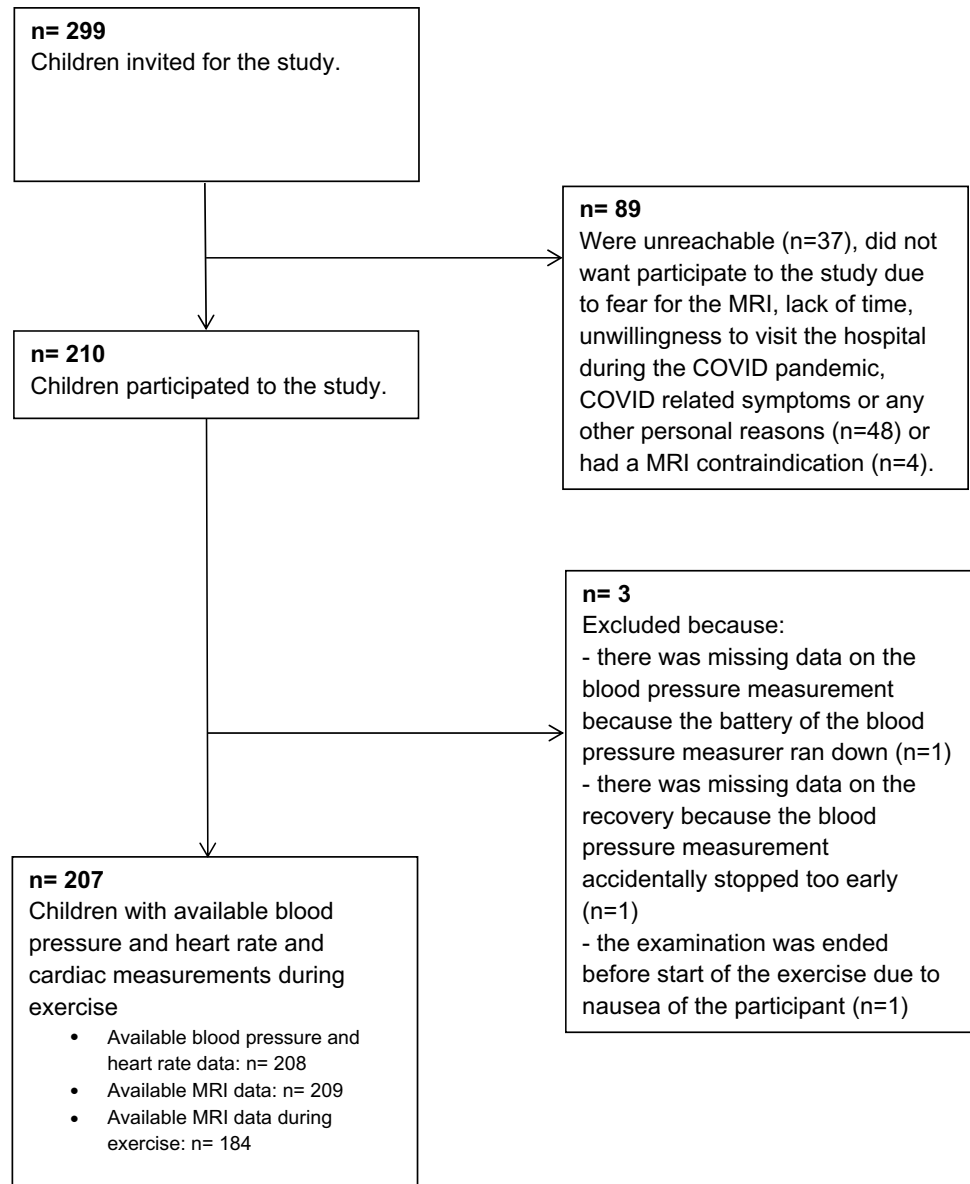 n= 299
Children invited for the study.
n= 89
Were unreachable (n=37), did not
want participate to the study due
to fear for the MRI, lack of time,
unwillingness to visit the hospital
during the COVID pandemic,
COVID related symptoms or any
other personal reasons (n=48) or
had a MRI contraindication (n=4).
n= 210
Children participated to the study.
n= 3
Excluded because:
- there was missing data on the
blood pressure measurement
because the battery of the blood
pressure measurer ran down (n=1)
- there was missing data on the
recovery because the blood
pressure measurement
accidentally stopped too early
(n=1)
- the examination was ended
before start of the exercise due to
nausea of the participant (n=1)
n= 207
Children with available blood
pressure and heart rate and
cardiac measurements during
exercise
• Available blood pressure and
heart rate data: n= 208
• Available MRI data: n= 209
• Available MRI data during
exercise: n= 184